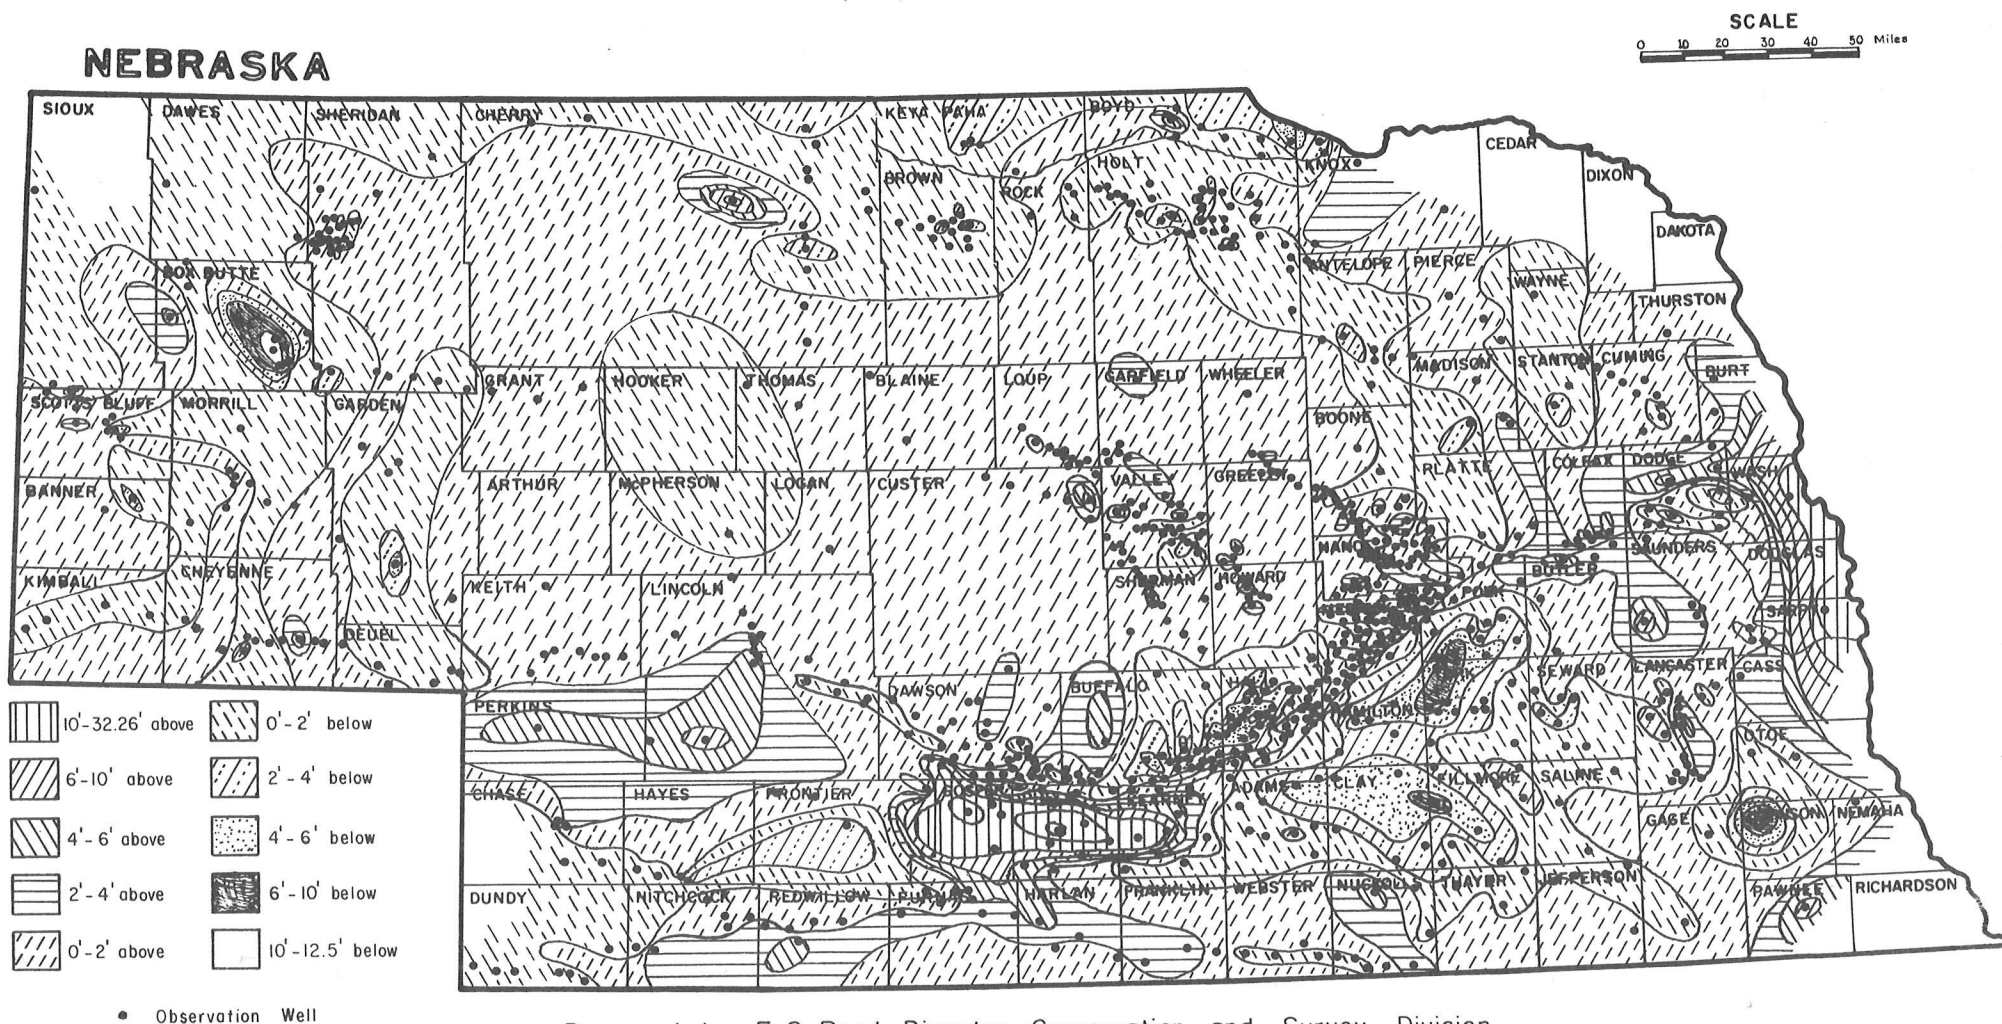 SCALE
0 10 20 30 40 50 Miles
NEBRASKA
SIOUX
DAWES
SHERIDAN
CHERRY
KEYA PAHA
BOYD
CEDAR
HOLT
KNOX
DIXON
BROWN
ROCK
DAKOTA
BOX BUTTE
ANTELOPE
PIERCE
WAYNE
THURSTON
MADISON
STANTON
CUMING
BURT
GRANT
HOOKER
THOMAS
BLAINE
LOUP
GARFIELD
WHEELER
SCOTTS BLUFF
MORRILL
GARDEN
BOONE
PLATTE
COLFAX
DODGE
WASH
BANNER
ARTHUR
McPHERSON
LOGAN
CUSTER
VALLEY
GREELEY
SAUNDERS
DOUGLAS
KIMBALL
CHEYENNE
KEITH
LINCOLN
SHERMAN
HOWARD
BUTLER
POLK
SARPY
DEUEL
SEWARD
LANCASTER
CASS
PERKINS
DAWSON
BUFFALO
HALL
OTOE
10'-32.26' above
0'-2' below
6'-10' above
2'-4' below
4'-6' above
4'-6' below
2'-4' above
6'-10' below
0'-2' above
10'-12.5' below
CHASE
HAYES
FRONTIER
ADAMS
CLAY
FILLMORE
SALINE
GAGE
NEMAHA
DUNDY
HITCHCOCK
REDWILLOW
HARLAN
FRANKLIN
WEBSTER
THAYER
JEFFERSON
PAWNEE
RICHARDSON
Observation Well